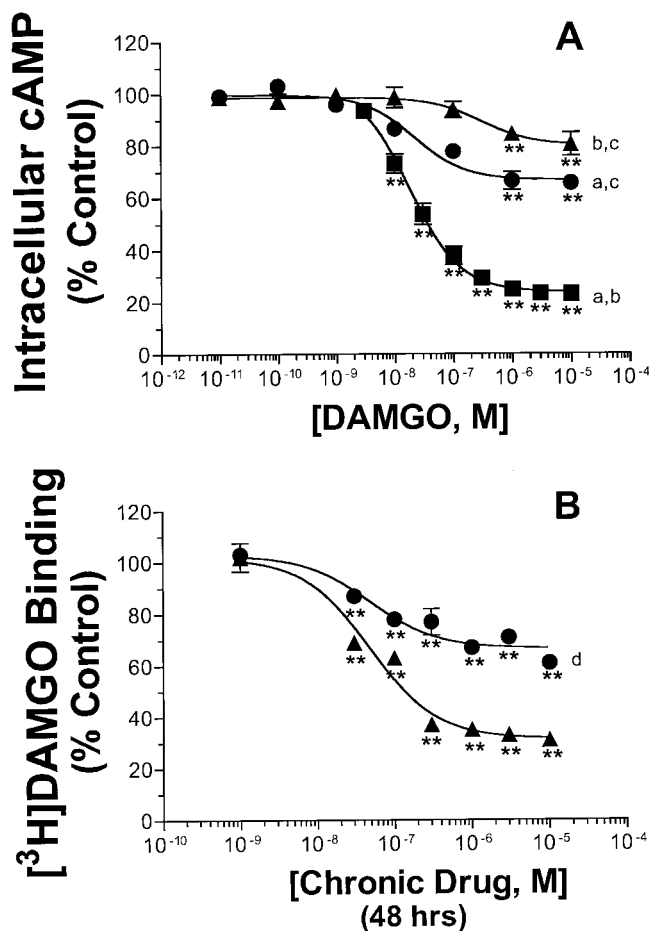 A
Intracellular cAMP
(% Control)
120
100
80
60
40
20
0
b,c
**
**
a,c
**
**
**
**
**
**
**
**
**
**
a,b
10⁻¹² 10⁻¹¹ 10⁻¹⁰ 10⁻⁹ 10⁻⁸ 10⁻⁷ 10⁻⁶ 10⁻⁵ 10⁻⁴
[DAMGO, M]
B
[³H]DAMGO Binding
(% Control)
120
100
80
60
40
20
0
**
**
**
**
**
**
d
**
**
**
**
**
**
10⁻¹⁰ 10⁻⁹ 10⁻⁸ 10⁻⁷ 10⁻⁶ 10⁻⁵ 10⁻⁴
[Chronic Drug, M]
(48 hrs)